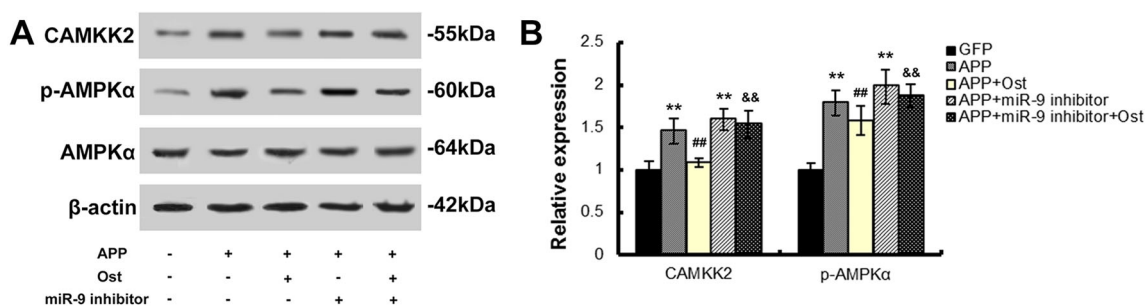 A
CAMKK2
-55kDa
p-AMPKα
-60kDa
AMPKα
-64kDa
β-actin
-42kDa
APP - + + + +
Ost - - + - +
miR-9 inhibitor - - - + +
B
Relative expression
2.5
2
1.5
1
0.5
0
** ## ** &&
** ## ** &&
CAMKK2 p-AMPKα
GFP
APP
APP+Ost
APP+miR-9 inhibitor
APP+miR-9 inhibitor+Ost